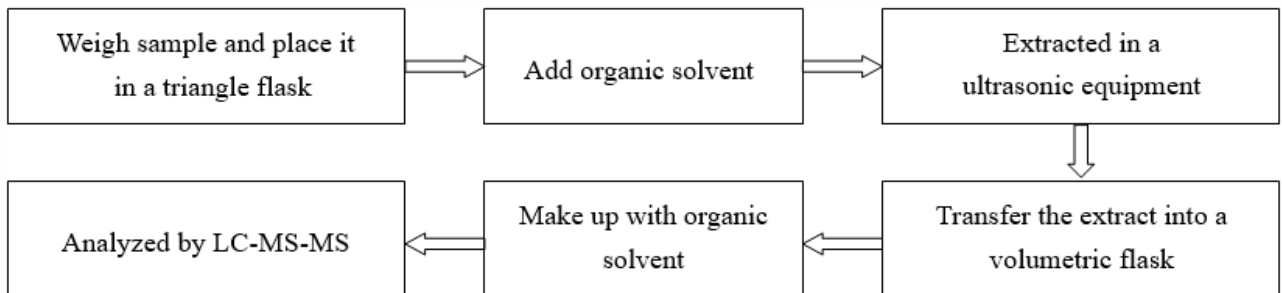 Weigh sample and place it
in a triangle flask
Add organic solvent
Extracted in a
ultrasonic equipment
Transfer the extract into a
volumetric flask
Make up with organic
solvent
Analyzed by LC-MS-MS